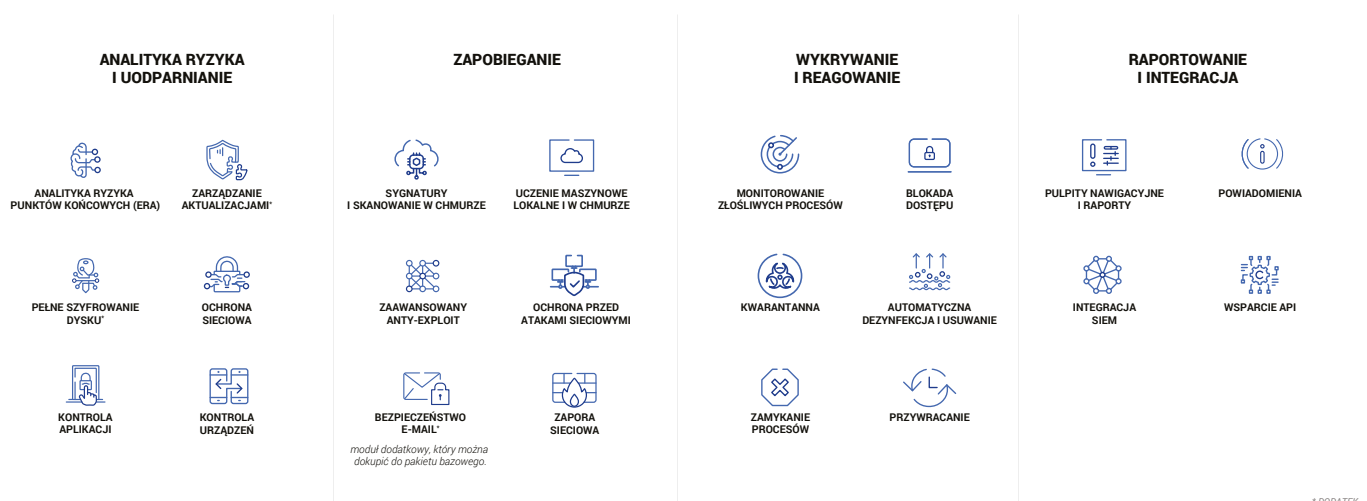 ANALITYKA RYZYKA
I UODPARNIANIE
ANALITYKA RYZYKA
PUNKTÓW KOŃCOWYCH (ERA)
ZARZĄDZANIE
AKTUALIZACJAMI*
PEŁNE SZYFROWANIE
DYSKU*
OCHRONA
SIECIOWA
KONTROLA
APLIKACJI
KONTROLA
URZĄDZEŃ
ZAPOBIEGANIE
SYGNATURY
I SKANOWANIE W CHMURZE
UCZENIE MASZYNOWE
LOKALNE I W CHMURZE
ZAAWANSOWANY
ANTY-EXPLOIT
OCHRONA PRZED
ATAKAMI SIECIOWYMI
BEZPIECZEŃSTWO
E-MAIL*
moduł dodatkowy, który można
dokupić do pakietu bazowego.
ZAPORA
SIECIOWA
WYKRYWANIE
I REAGOWANIE
MONITOROWANIE
ZŁOŚLIWYCH PROCESÓW
BLOKADA
DOSTĘPU
KWARANTANNA
AUTOMATYCZNA
DEZYNFEKCJA I USUWANIE
ZAMYKANIE
PROCESÓW
PRZYWRACANIE
RAPORTOWANIE
I INTEGRACJA
PULPITY NAWIGACYJNE
I RAPORTY
POWIADOMIENIA
INTEGRACJA
SIEM
WSPARCIE API